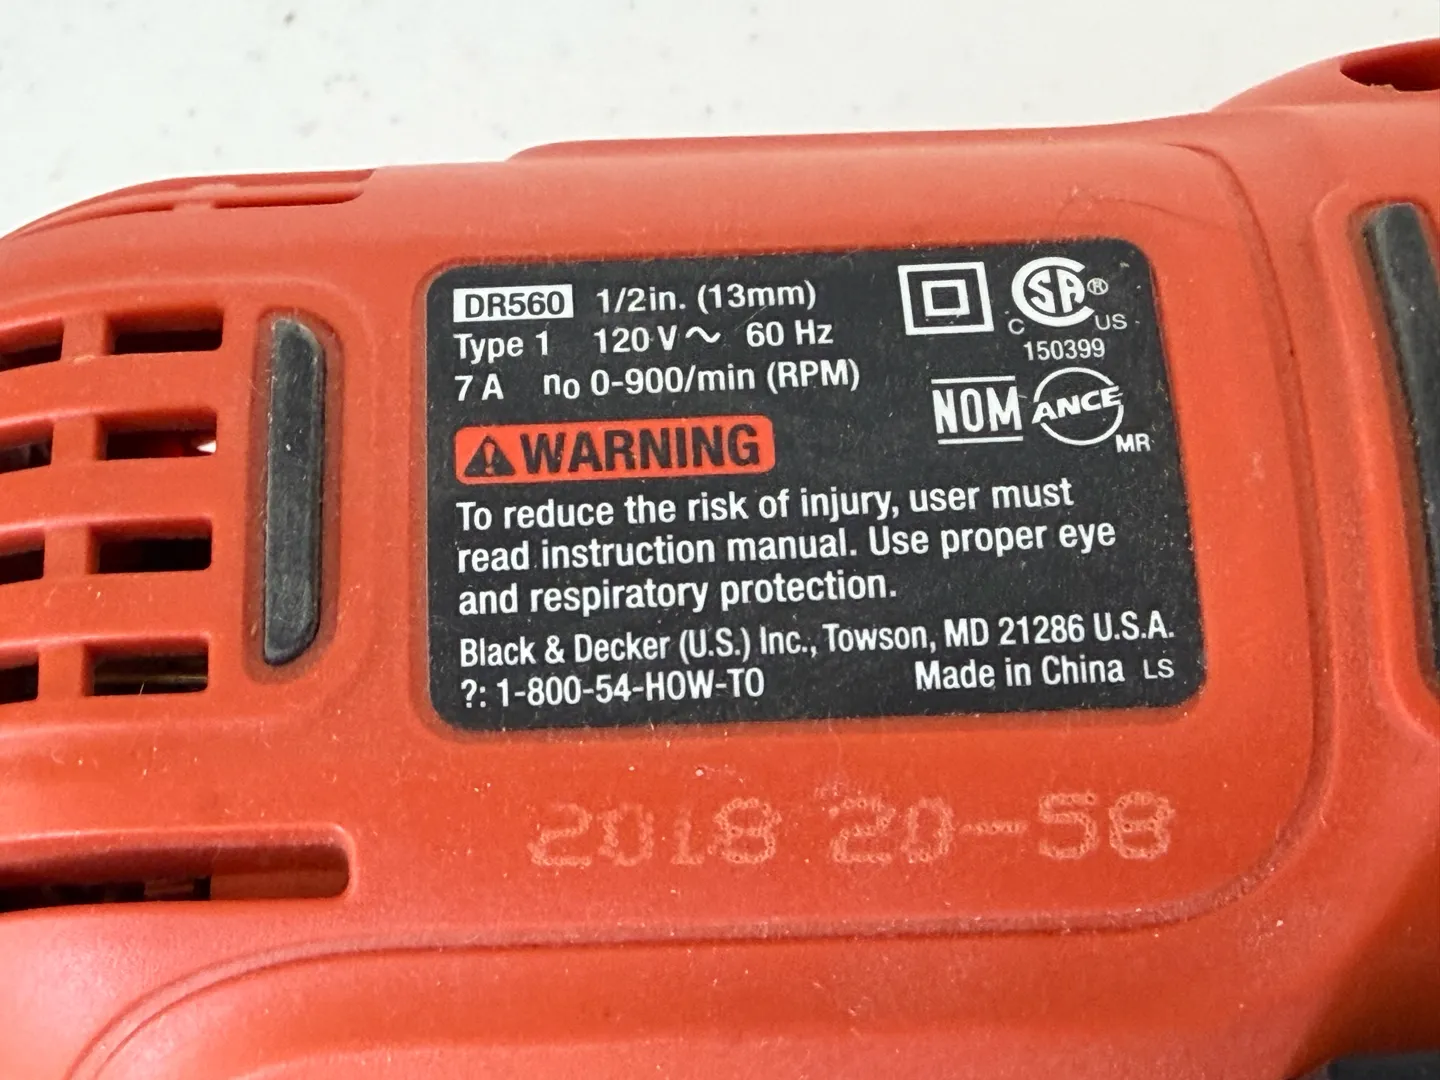 DR560 1/2in. (13mm)
Type 1 120 V~ 60 Hz
7 A no 0-900/min (RPM)
SA®
C US
150399
NOM ANCE
MR
WARNING
To reduce the risk of injury, user must
read instruction manual. Use proper eye
and respiratory protection.
Black & Decker (U.S.) Inc., Towson, MD 21286 U.S.A.
?: 1-800-54-HOW-TO Made in China LS
2018 20-58